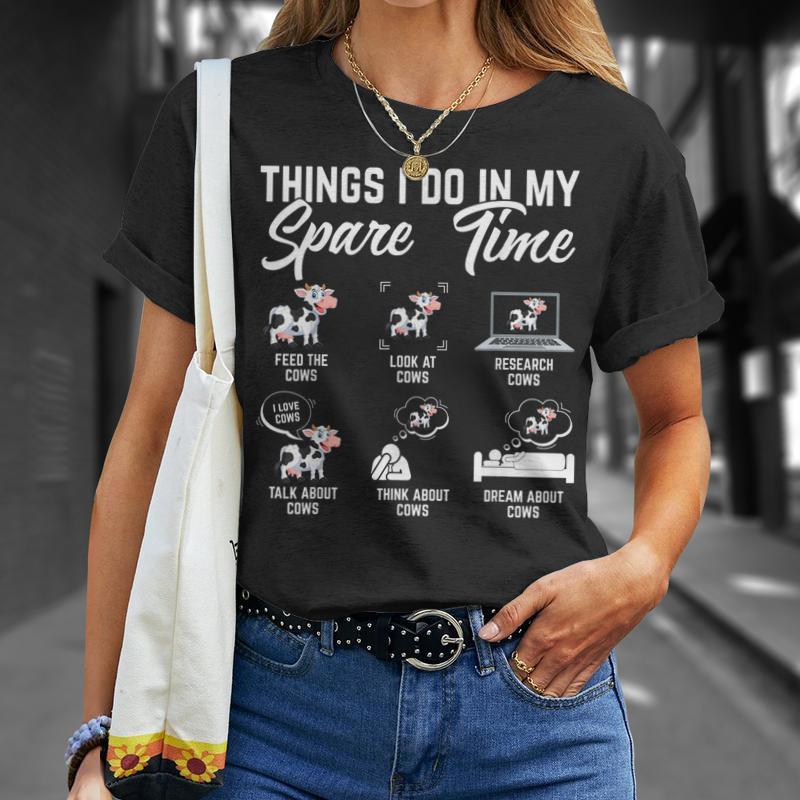 THINGS I DO IN MY
Spare Time
FEED THE
COWS
LOOK AT
COWS
RESEARCH
COWS
I LOVE
COWS
TALK ABOUT
COWS
THINK ABOUT
COWS
DREAM ABOUT
COWS